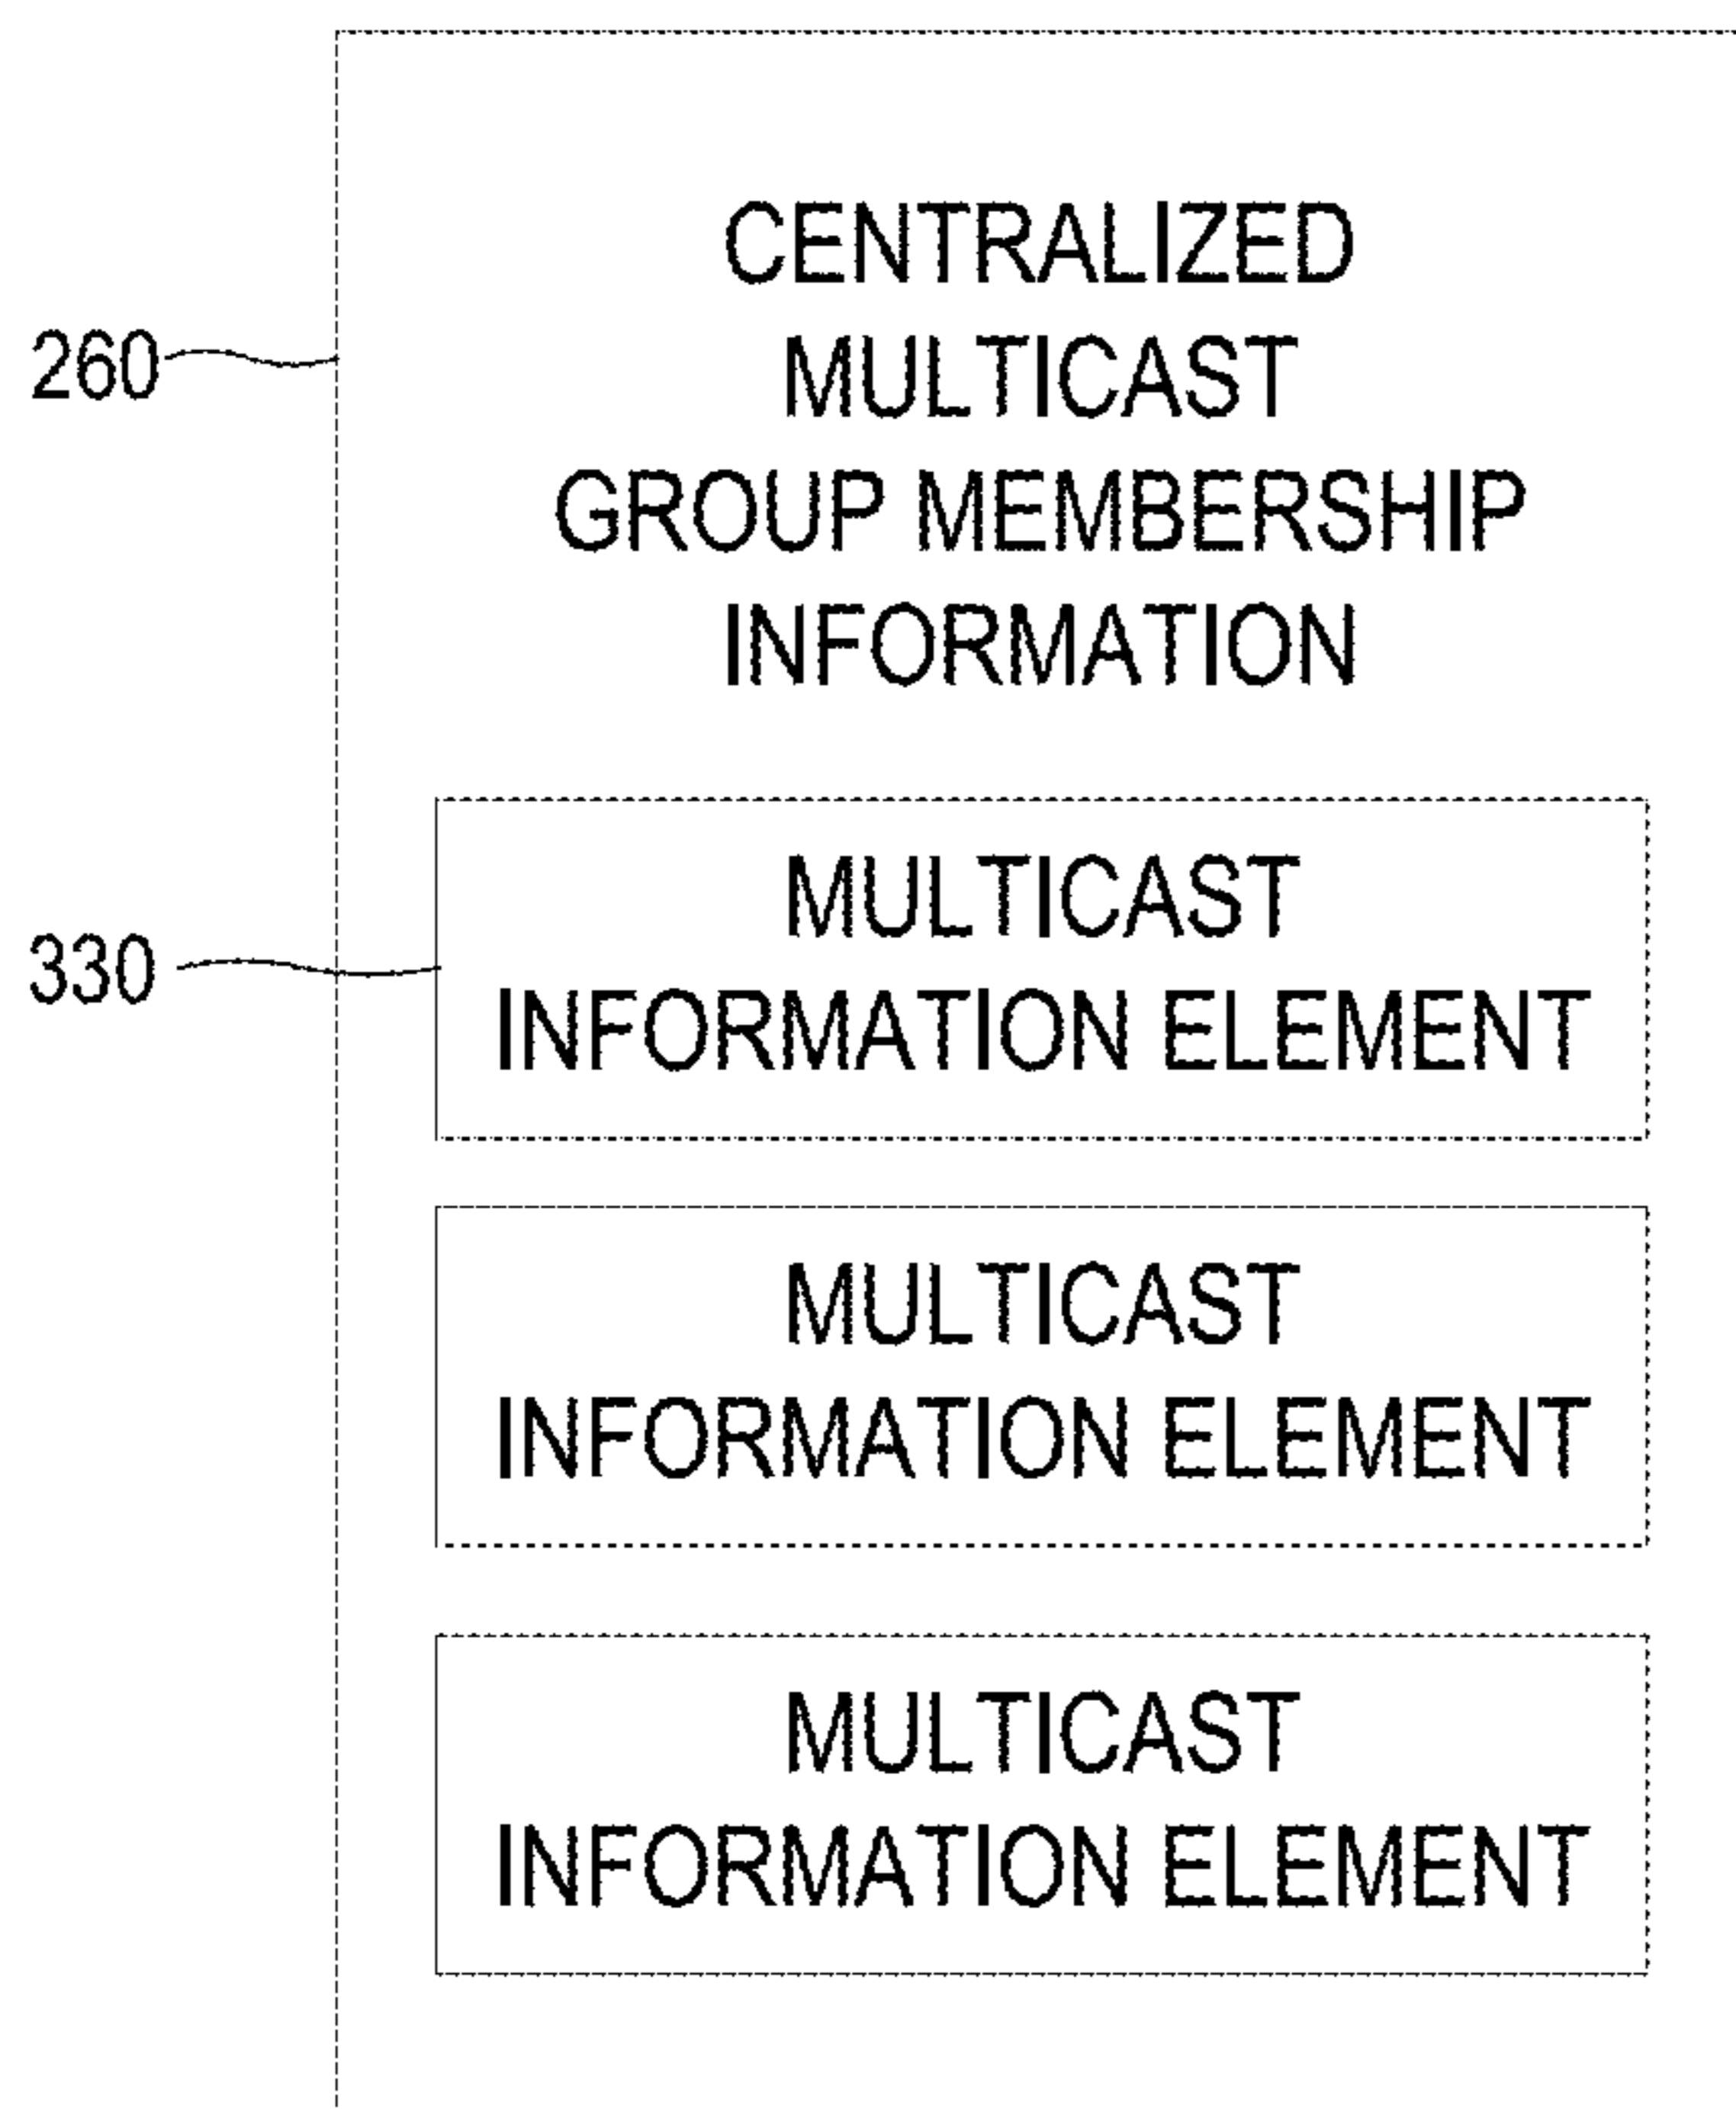 CENTRALIZED
260
MULTICAST
GROUP MEMBERSHIP
INFORMATION
MULTICAST
330
INFORMATION ELEMENT
MULTICAST
INFORMATION ELEMENT
MULTICAST
INFORMATION ELEMENT